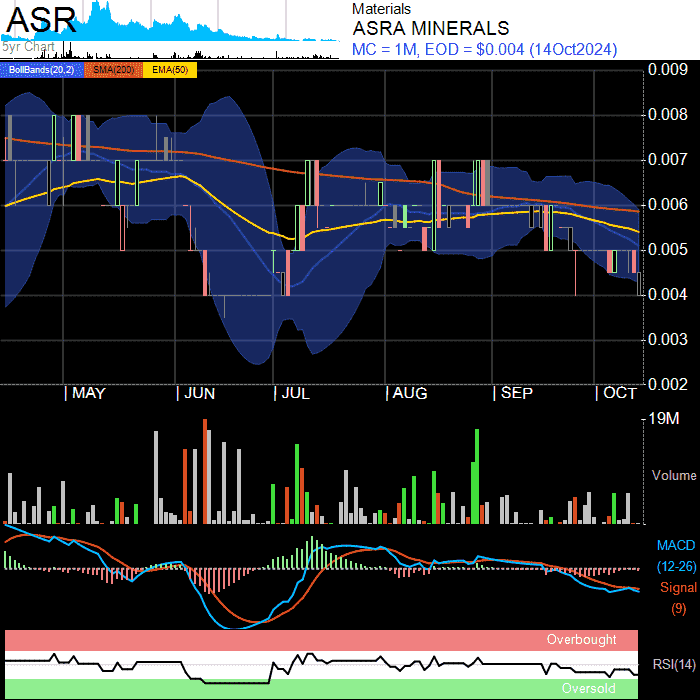 ASR
5yr Chart
Materials
ASRA MINERALS
MC = 1M, EOD = $0.004 (14Oct2024)
BollBands(20,2) SMA(200) EMA(50)
0.009
0.008
0.007
0.006
0.005
0.004
0.003
0.002
MAY JUN JUL AUG SEP OCT
19M
Volume
MACD
(12-26)
Signal
(9)
Overbought
RSI(14)
Oversold